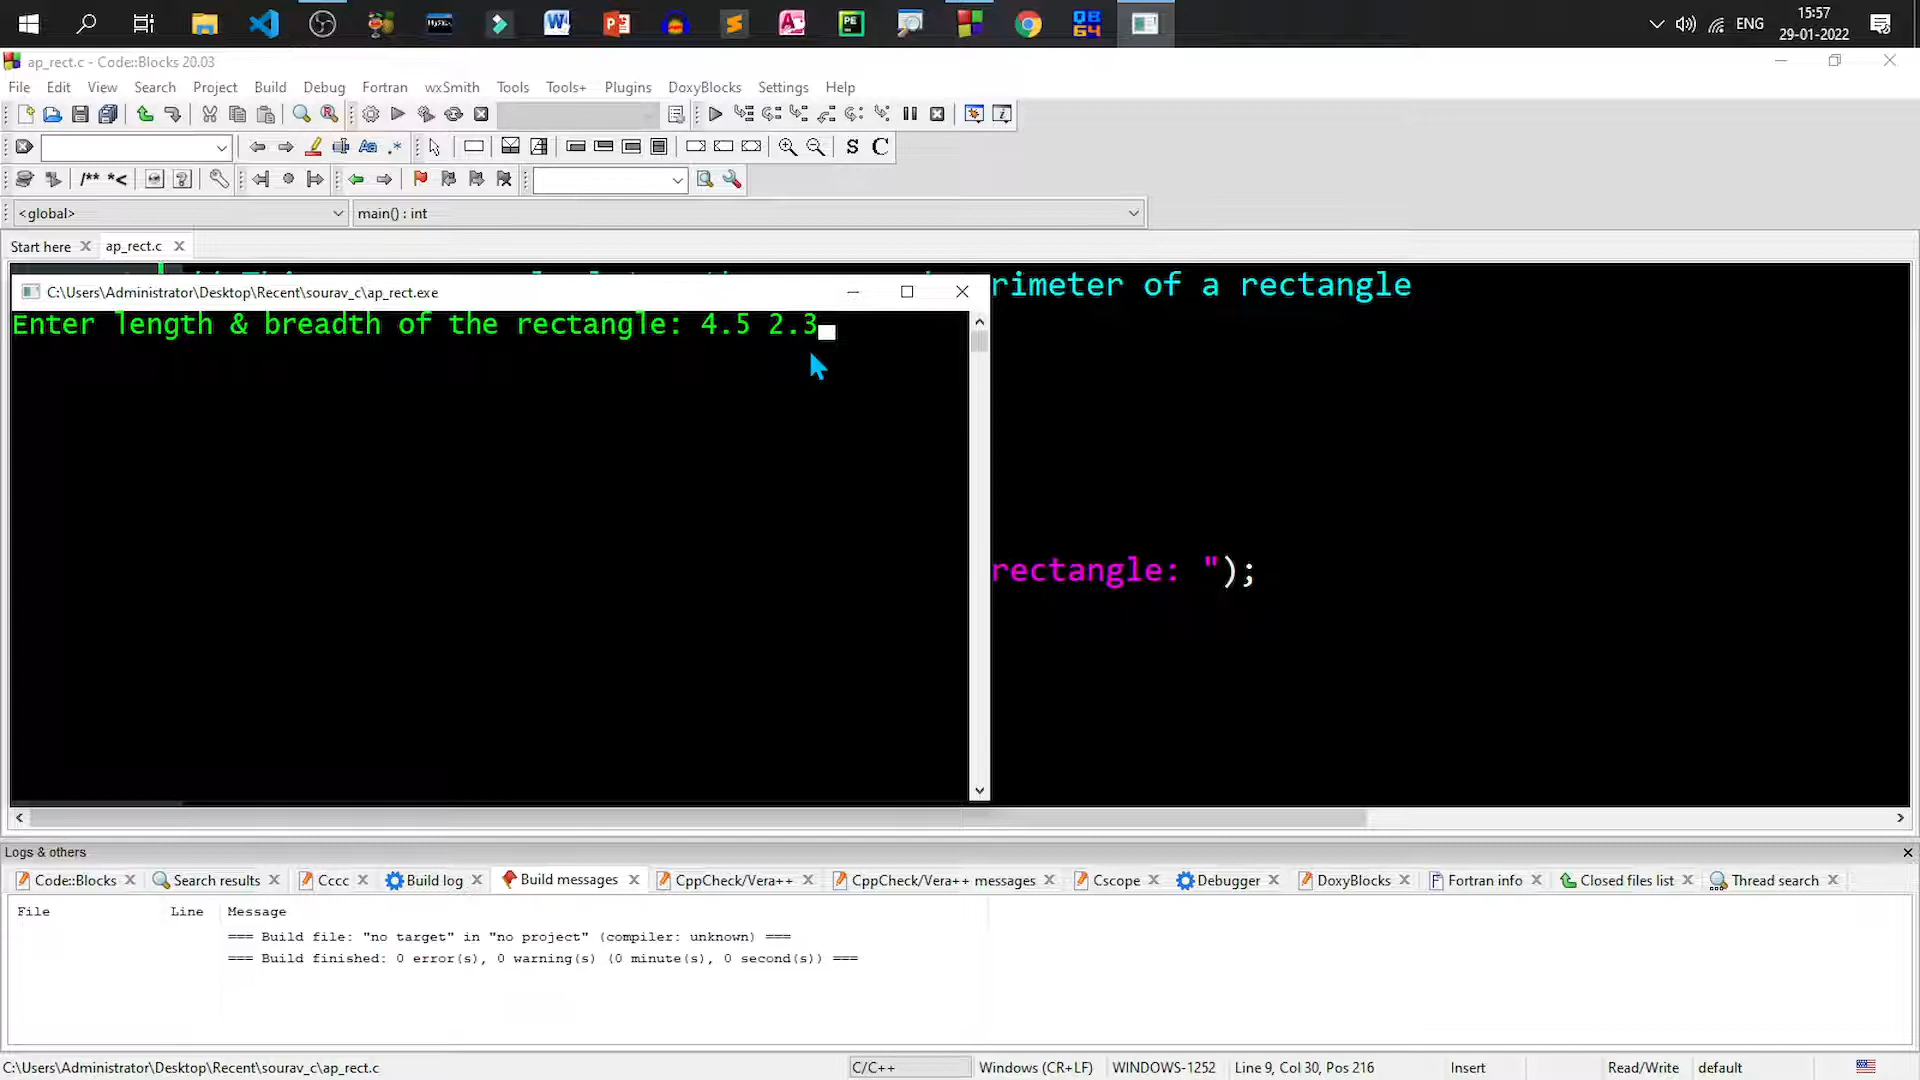 15:57
ENG
29-01-2022
ap_rect.c - Code::Blocks 20.03
File Edit View Search Project Build Debug Fortran wxSmith Tools Tools+ Plugins DoxyBlocks Settings Help
/** *<
S C
<global> main() : int
Start here ap_rect.c
rimeter of a rectangle
C:\Users\Administrator\Desktop\Recent\sourav_c\ap_rect.exe
Enter length & breadth of the rectangle: 4.5 2.3
rectangle: ");
Logs & others
Code::Blocks Search results Cccc Build log Build messages CppCheck/Vera++ CppCheck/Vera++ messages Cscope Debugger DoxyBlocks Fortran info Closed files list Thread search
File Line Message
=== Build file: "no target" in "no project" (compiler: unknown) ===
=== Build finished: 0 error(s), 0 warning(s) (0 minute(s), 0 second(s)) ===
C:\Users\Administrator\Desktop\Recent\sourav_c\ap_rect.c C/C++ Windows (CR+LF) WINDOWS-1252 Line 9, Col 30, Pos 216 Insert Read/Write default